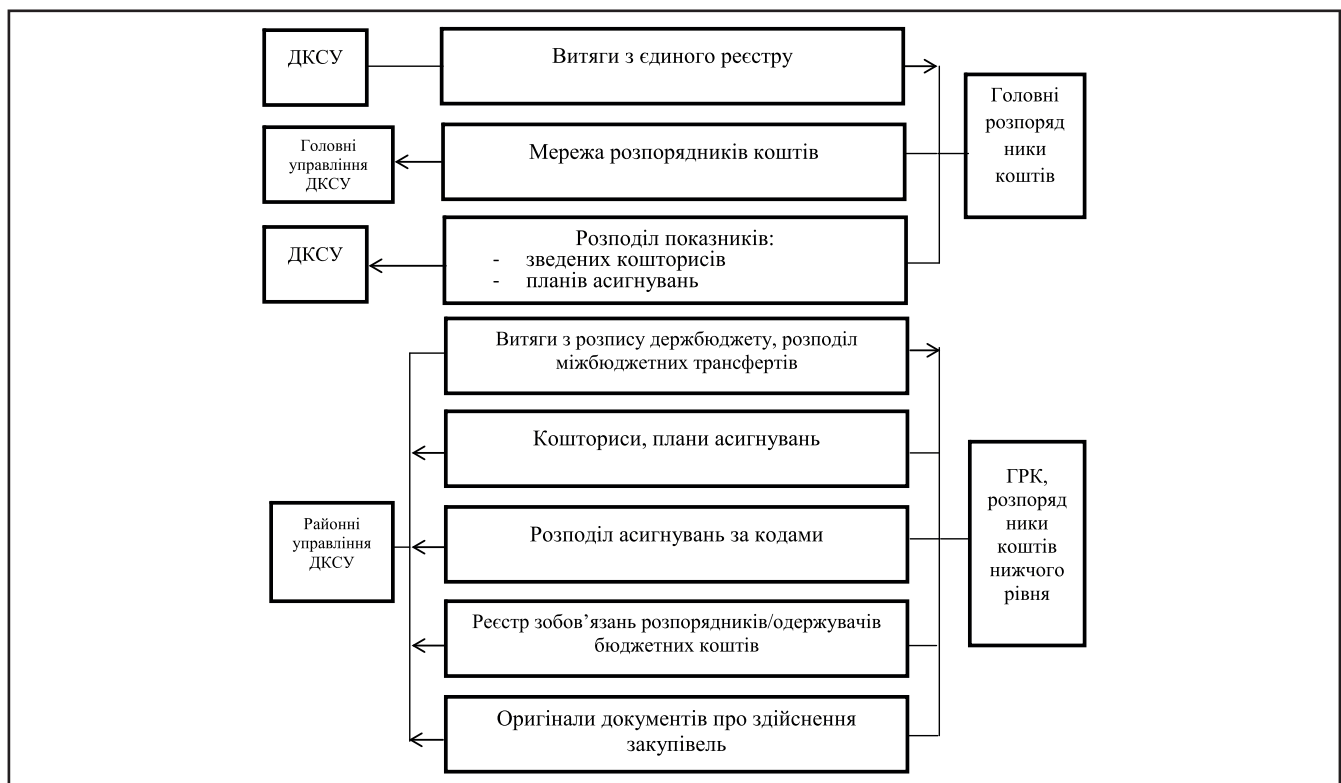 ДКСУ
Витяги з єдиного реєстру
Головні
розпоряд
ники
коштів
Головні
управління
ДКСУ
Мережа розпорядників коштів
ДКСУ
Розподіл показників:
- зведених кошторисів
- планів асигнувань
Витяги з розпису держбюджету, розподіл
міжбюджетних трансфертів
Кошториси, плани асигнувань
Районні
управління
ДКСУ
Розподіл асигнувань за кодами
ГРК,
розпоряд
ники
коштів
нижчого
рівня
Реєстр зобов’язань розпорядників/одержувачів
бюджетних коштів
Оригінали документів про здійснення
закупівель